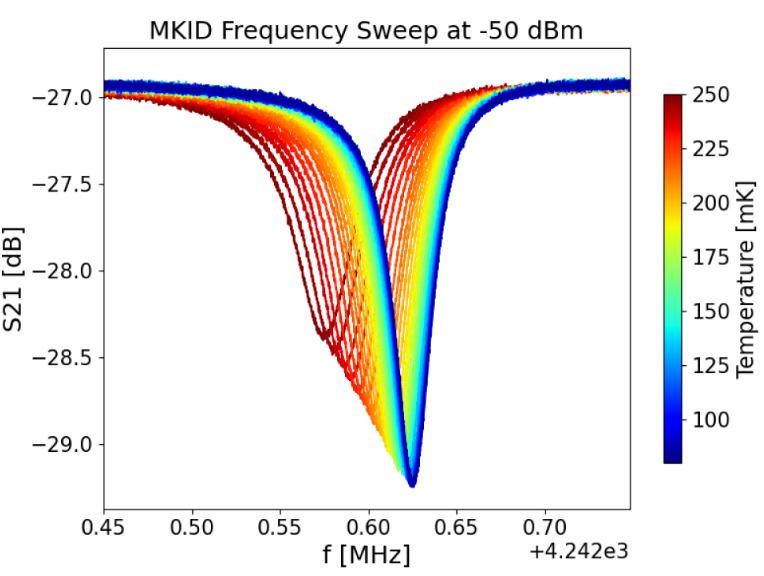 MKID Frequency Sweep at -50 dBm
−27.0
−27.5
−28.0
−28.5
−29.0
S21 [dB]
0.45 0.50 0.55 0.60 0.65 0.70
+4.242e3
f [MHz]
250
225
200
175
150
125
100
Temperature [mK]